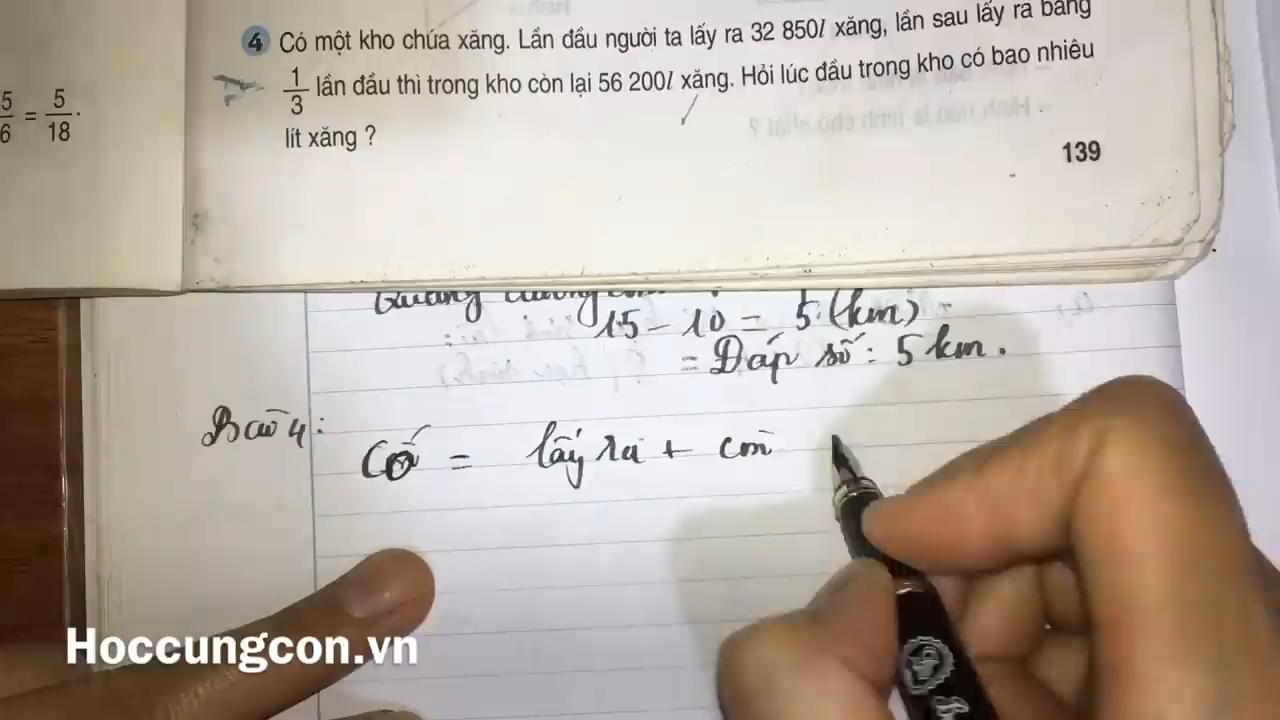 4 Có một kho chứa xăng. Lần đầu người ta lấy ra 32 850l xăng, lần sau lấy ra bằng
1/3 lần đầu thì trong kho còn lại 56 200l xăng. Hỏi lúc đầu trong kho có bao nhiêu
lít xăng ?
5/6 = 5/18.
139
15 - 10 = 5 (km)
= Đáp số: 5 km.
Bài 4:
Có = lấy ra + còn
Hoccungcon.vn